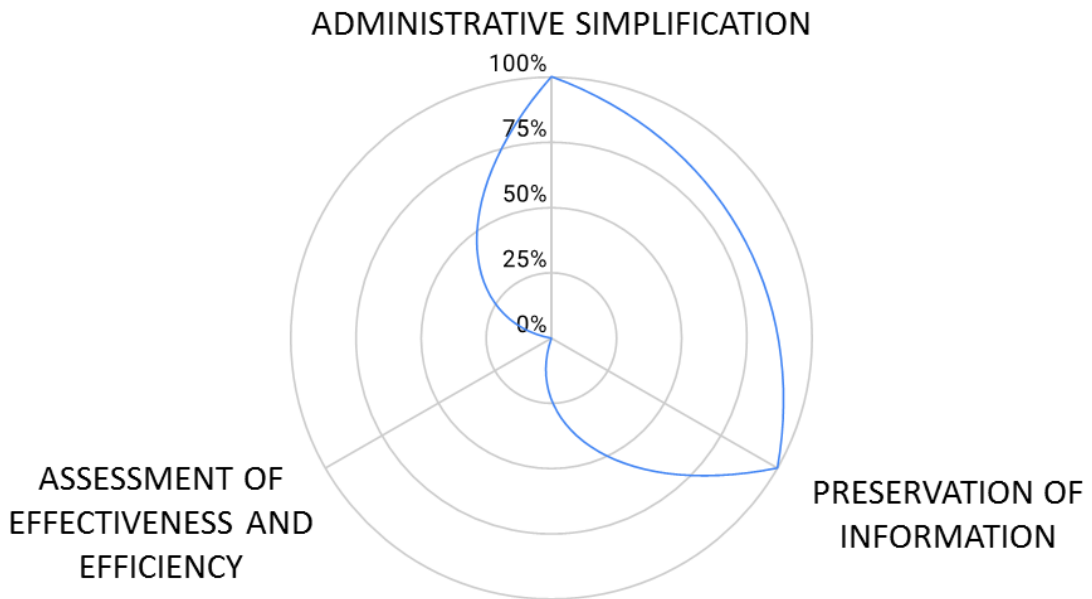 ADMINISTRATIVE SIMPLIFICATION
100%
75%
50%
25%
0%
ASSESSMENT OF
EFFECTIVENESS AND
EFFICIENCY
PRESERVATION OF
INFORMATION